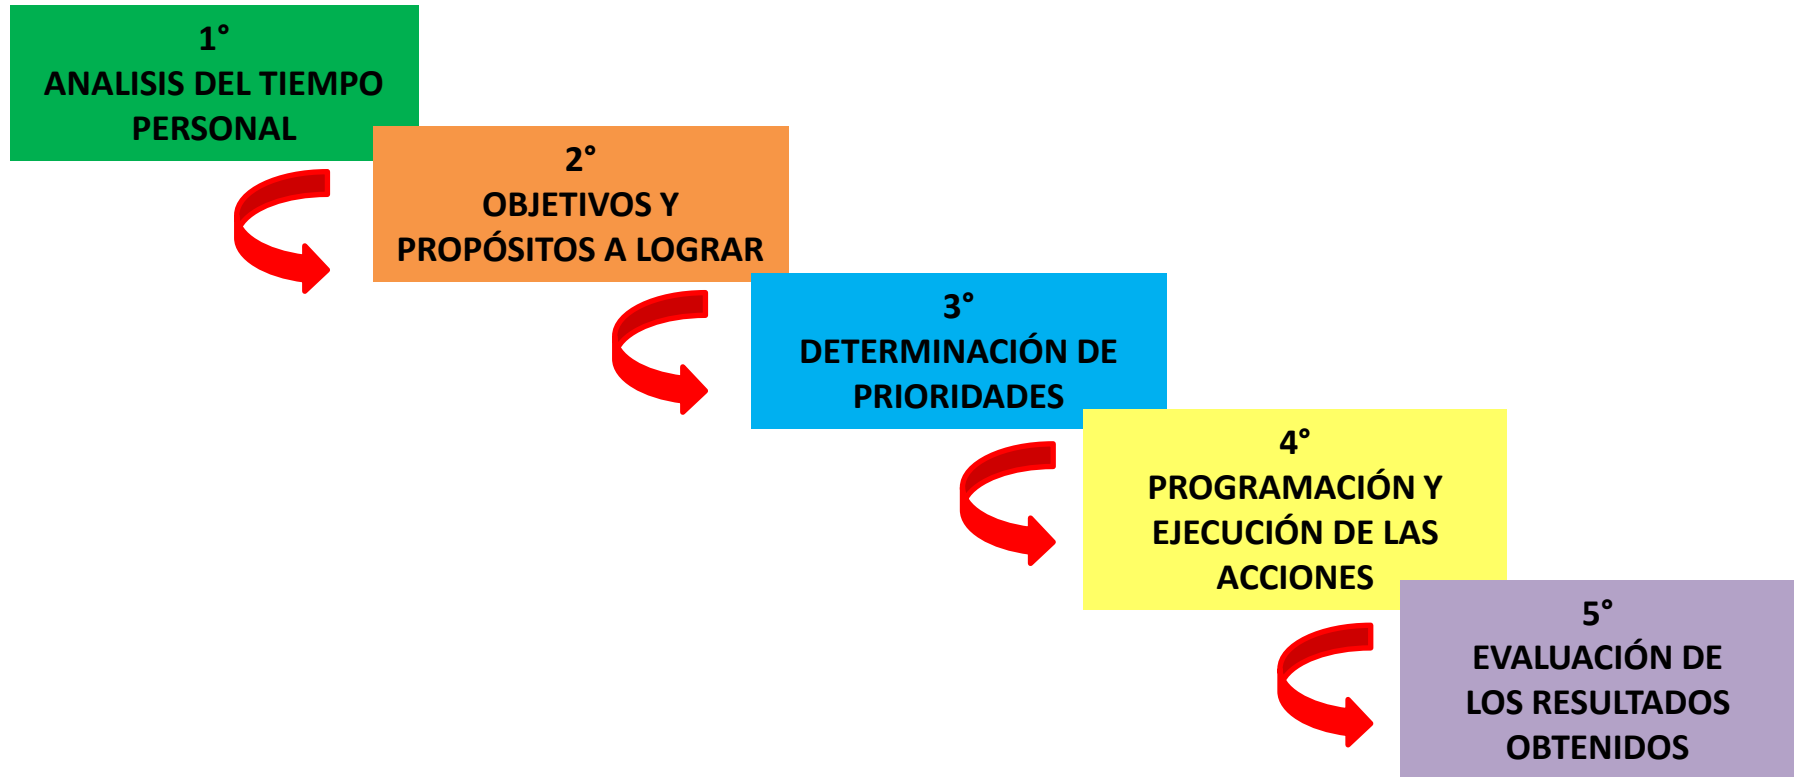 1°
ANALISIS DEL TIEMPO
PERSONAL
2°
OBJETIVOS Y
PROPÓSITOS A LOGRAR
3°
DETERMINACIÓN DE
PRIORIDADES
4°
PROGRAMACIÓN Y
EJECUCIÓN DE LAS
ACCIONES
5°
EVALUACIÓN DE
LOS RESULTADOS
OBTENIDOS